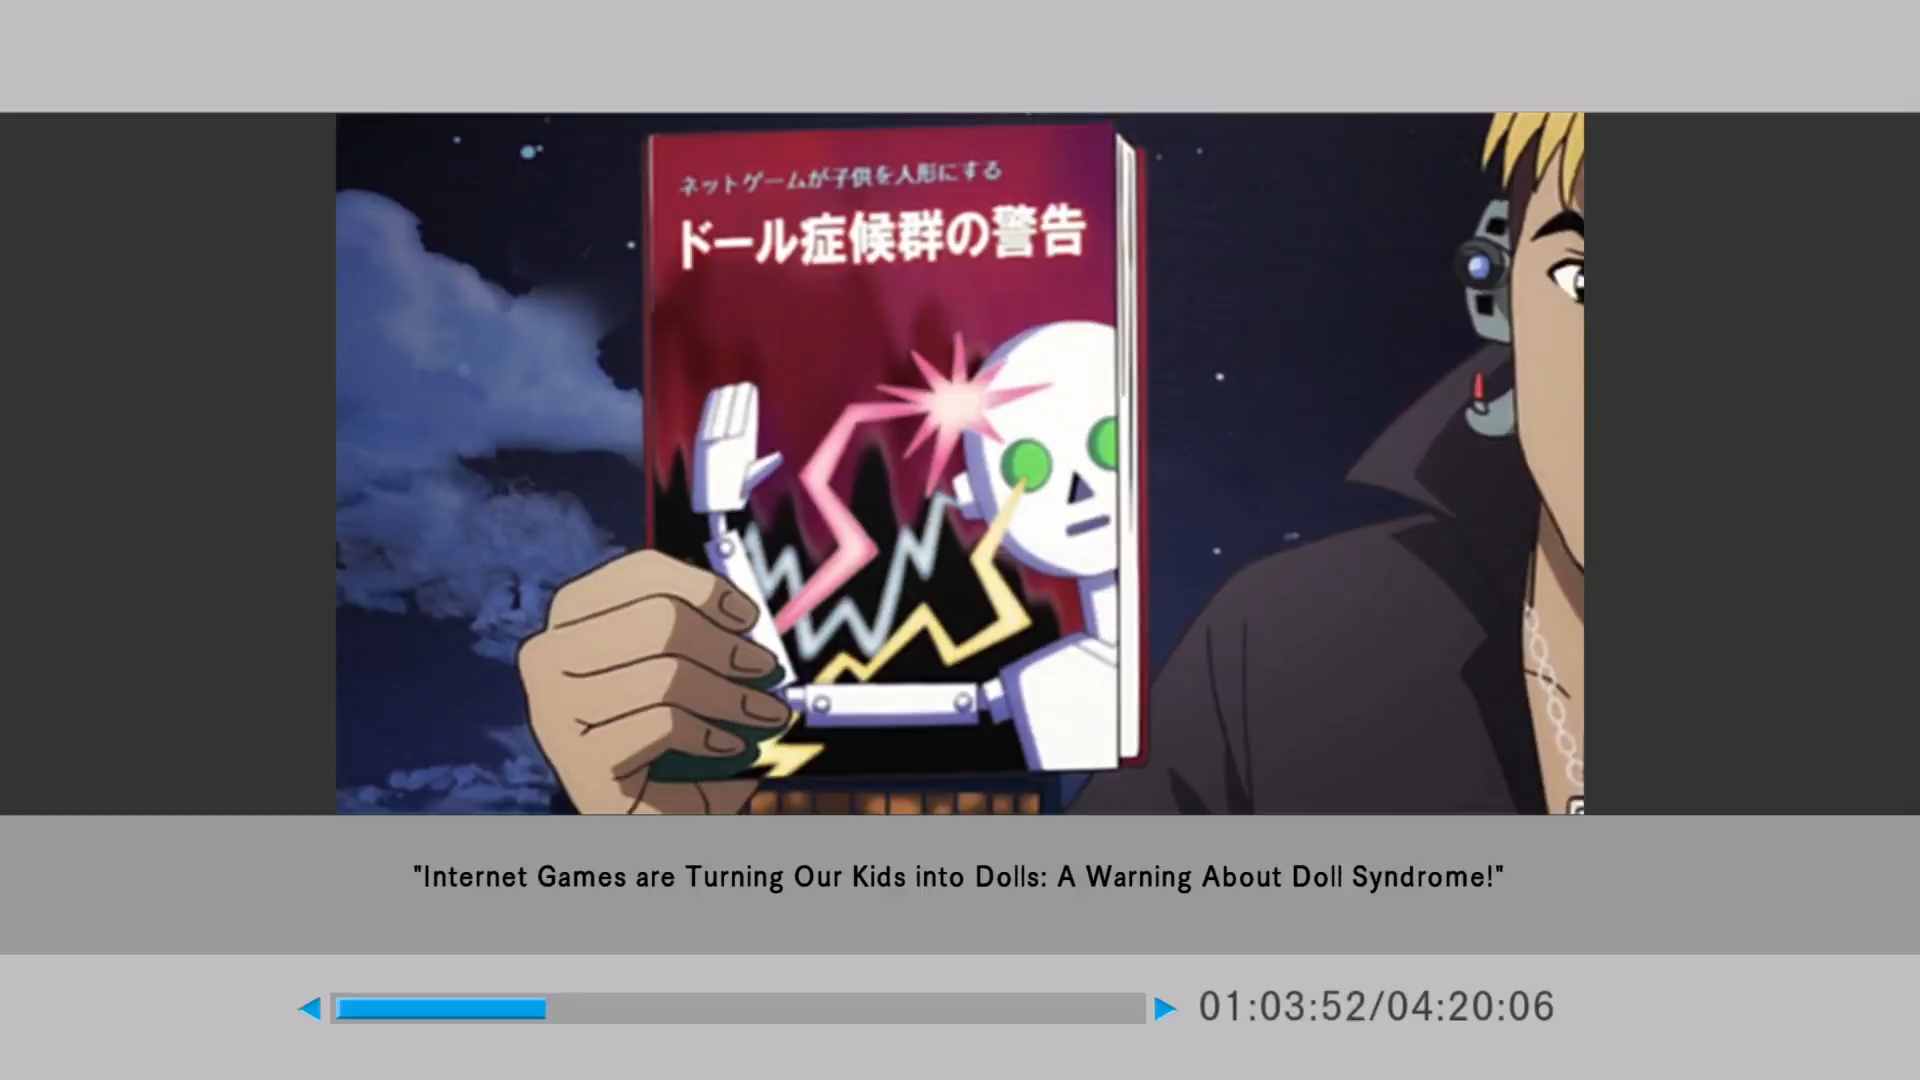 ネットゲームが子供を人形にする
ドール症候群の警告
"Internet Games are Turning Our Kids into Dolls: A Warning About Doll Syndrome!"
01:03:52/04:20:06